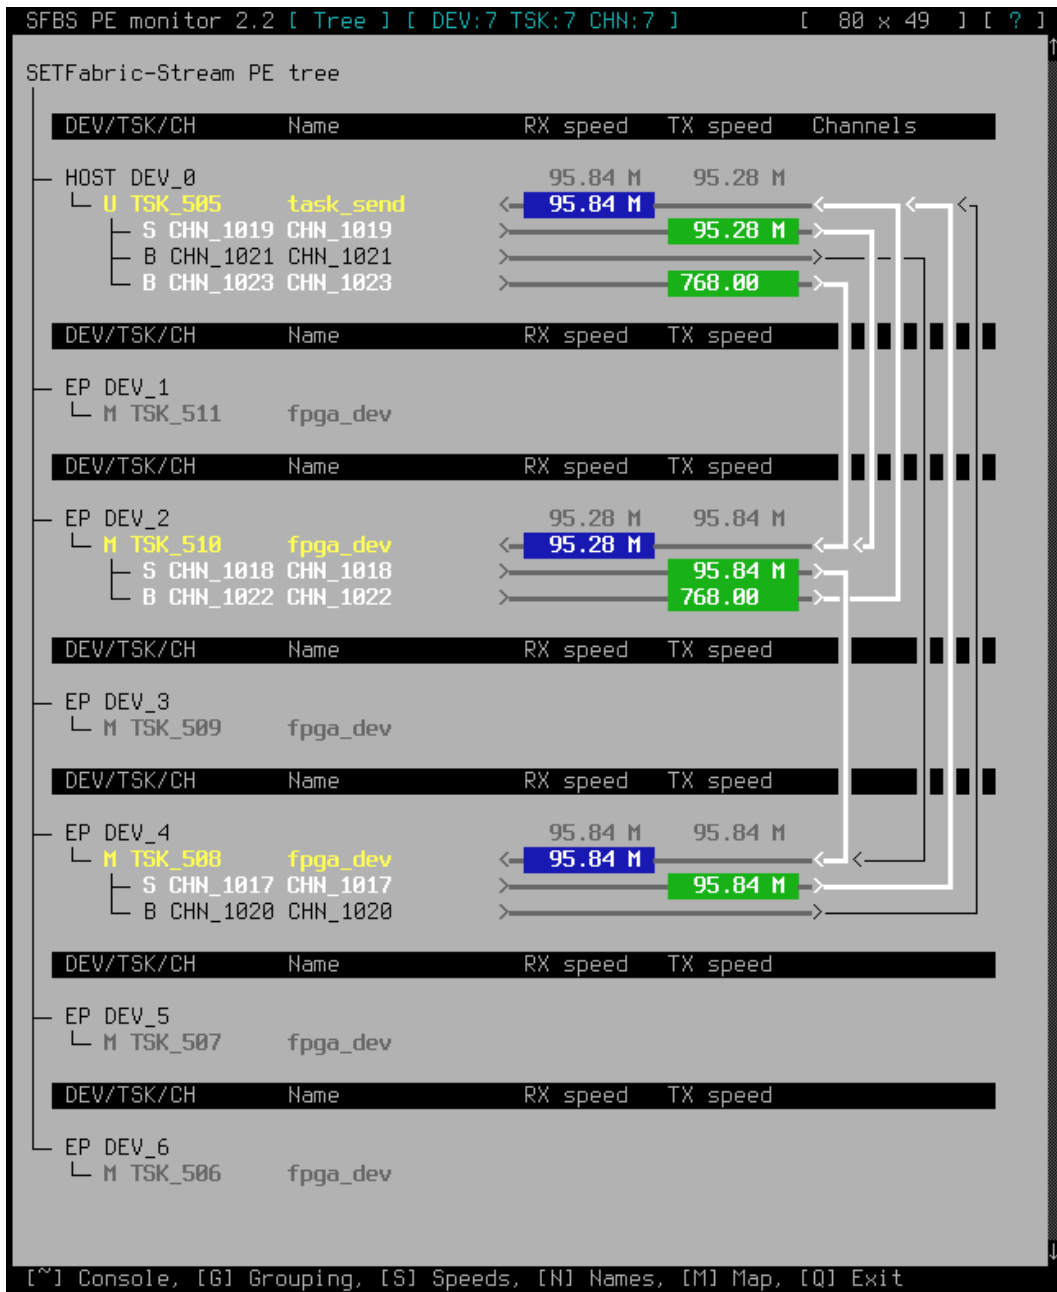 SFBS PE monitor 2.2 [ Tree ] [ DEV:7 TSK:7 CHN:7 ] [ 80 x 49 ] [ ? ]
SETFabric-Stream PE tree
DEV/TSK/CH Name RX speed TX speed Channels
HOST DEV_0 95.84 M 95.28 M
U TSK_505 task_send 95.84 M
S CHN_1019 CHN_1019 95.28 M
B CHN_1021 CHN_1021
B CHN_1023 CHN_1023 768.00
DEV/TSK/CH Name RX speed TX speed
EP DEV_1
M TSK_511 fpga_dev
DEV/TSK/CH Name RX speed TX speed
EP DEV_2 95.28 M 95.84 M
M TSK_510 fpga_dev 95.28 M
S CHN_1018 CHN_1018 95.84 M
B CHN_1022 CHN_1022 768.00
DEV/TSK/CH Name RX speed TX speed
EP DEV_3
M TSK_509 fpga_dev
DEV/TSK/CH Name RX speed TX speed
EP DEV_4 95.84 M 95.84 M
M TSK_508 fpga_dev 95.84 M
S CHN_1017 CHN_1017 95.84 M
B CHN_1020 CHN_1020
DEV/TSK/CH Name RX speed TX speed
EP DEV_5
M TSK_507 fpga_dev
DEV/TSK/CH Name RX speed TX speed
EP DEV_6
M TSK_506 fpga_dev
[~] Console, [G] Grouping, [S] Speeds, [N] Names, [M] Map, [Q] Exit